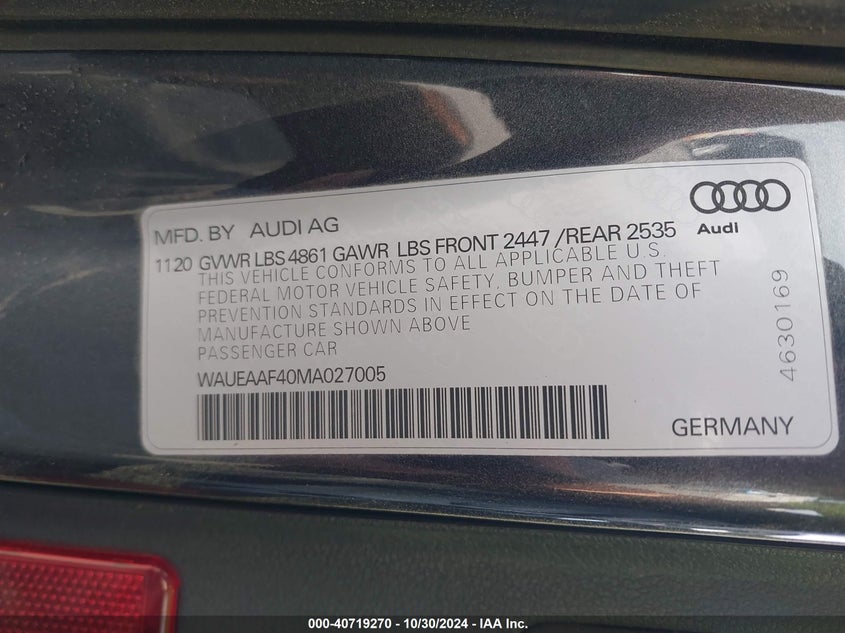 MFD. BY AUDI AG
Audi
1120 GVWR LBS 4861 GAWR LBS FRONT 2447 /REAR 2535
THIS VEHICLE CONFORMS TO ALL APPLICABLE U.S.
FEDERAL MOTOR VEHICLE SAFETY, BUMPER AND THEFT
PREVENTION STANDARDS IN EFFECT ON THE DATE OF
MANUFACTURE SHOWN ABOVE
PASSENGER CAR
WAUEAAF40MA027005
GERMANY
4630169
000-40719270 - 10/30/2024 - IAA Inc.